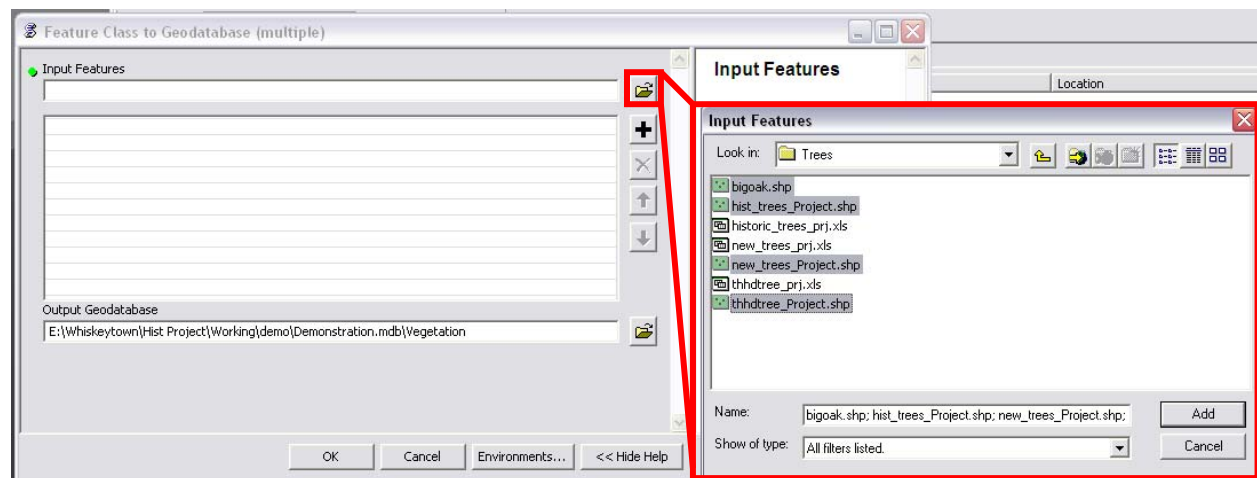 Feature Class to Geodatabase (multiple)
Input Features
Output Geodatabase
E:\Whiskeytown\Hist Project\Working\demo\Demonstration.mdb\Vegetation
OK
Cancel
Environments...
<< Hide Help
Input Features
Location
Input Features
Look in:
Trees
bigoak.shp
hist_trees_Project.shp
historic_trees_prj.xls
new_trees_prj.xls
new_trees_Project.shp
thhdtree_prj.xls
thhdtree_Project.shp
Name:
bigoak.shp; hist_trees_Project.shp; new_trees_Project.shp;
Add
Show of type:
All filters listed.
Cancel